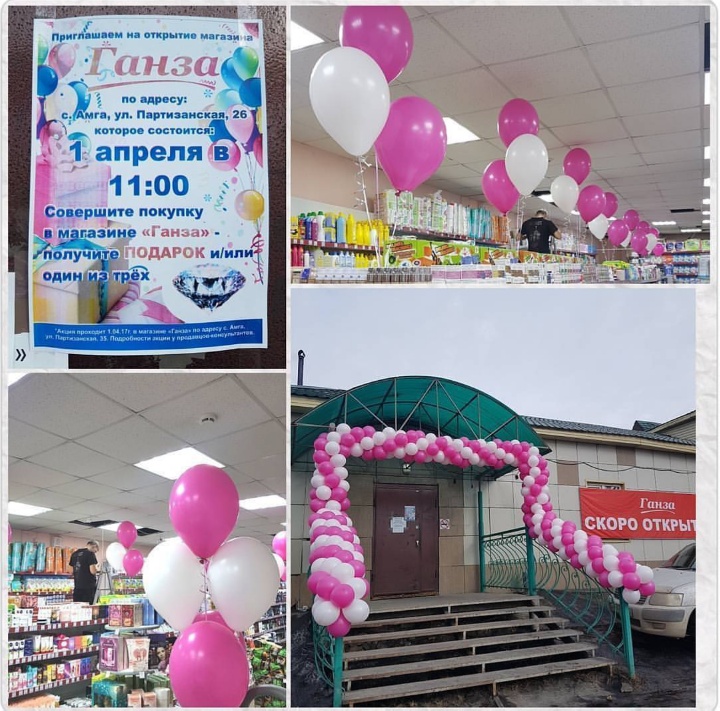 Приглашаем на открытие магазина
Ганза
по адресу:
с. Амга, ул. Партизанская, 26
которое состоится:
1 апреля в
11:00
Совершите покупку
в магазине «Ганза» -
получите ПОДАРОК и/или
один из трёх
*Акция проходит 1.04.17г. в магазине «Ганза» по адресу с. Амга,
ул. Партизанская, 35. Подробности акции у продавцов-консультантов.
»
Ганза
СКОРО ОТКРЫТ